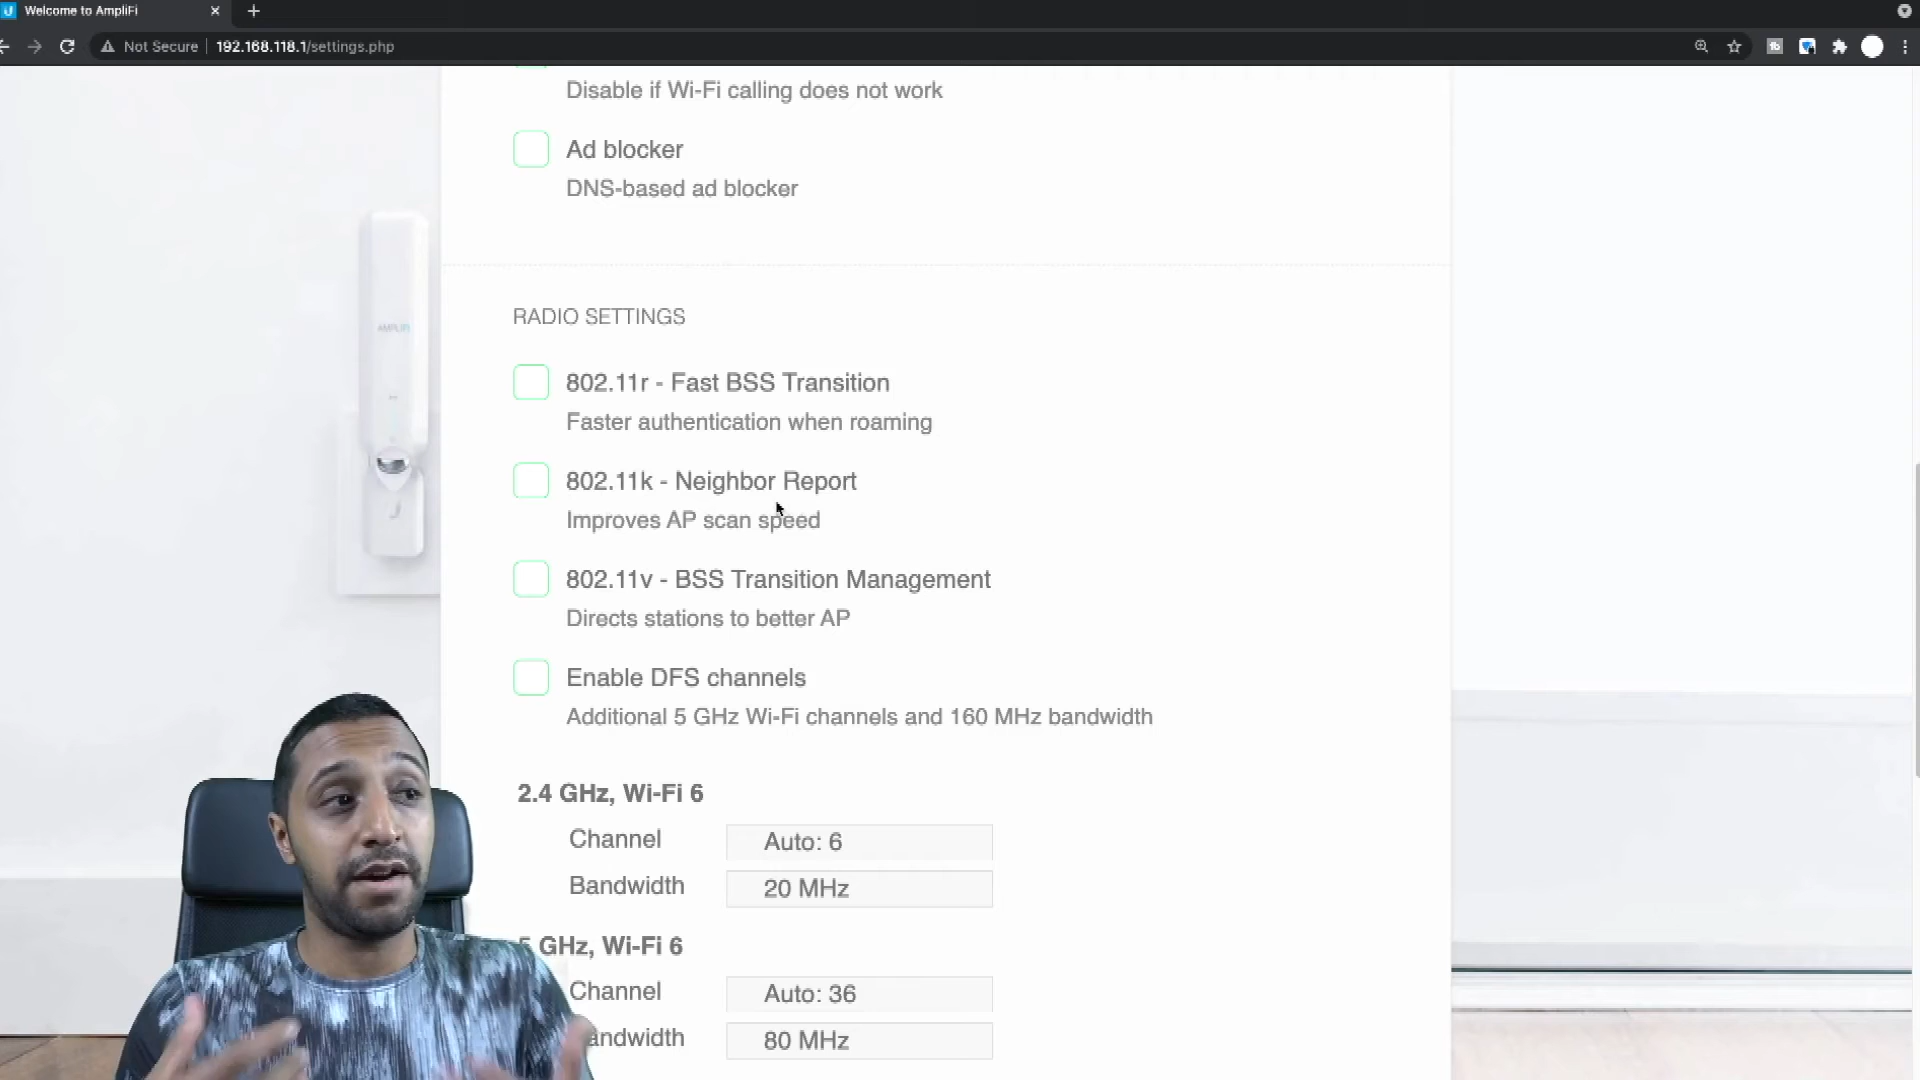 Welcome to AmpliFi
Not Secure 192.168.118.1/settings.php
Disable if Wi-Fi calling does not work
Ad blocker
DNS-based ad blocker
AMPLIFI
RADIO SETTINGS
802.11r - Fast BSS Transition
Faster authentication when roaming
802.11k - Neighbor Report
Improves AP scan speed
802.11v - BSS Transition Management
Directs stations to better AP
Enable DFS channels
Additional 5 GHz Wi-Fi channels and 160 MHz bandwidth
2.4 GHz, Wi-Fi 6
Channel Auto: 6
Bandwidth 20 MHz
5 GHz, Wi-Fi 6
Channel Auto: 36
andwidth 80 MHz